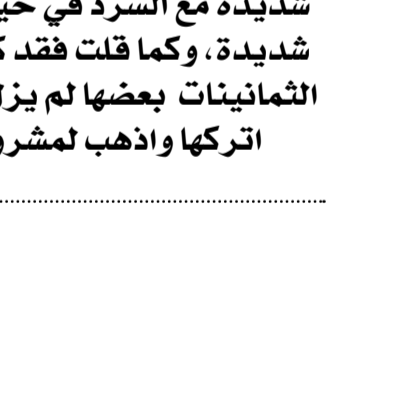 شديدة مع السرد في
شديدة، وكما قلت فقد
الثمانينات بعضها لم
اتركها واذهب